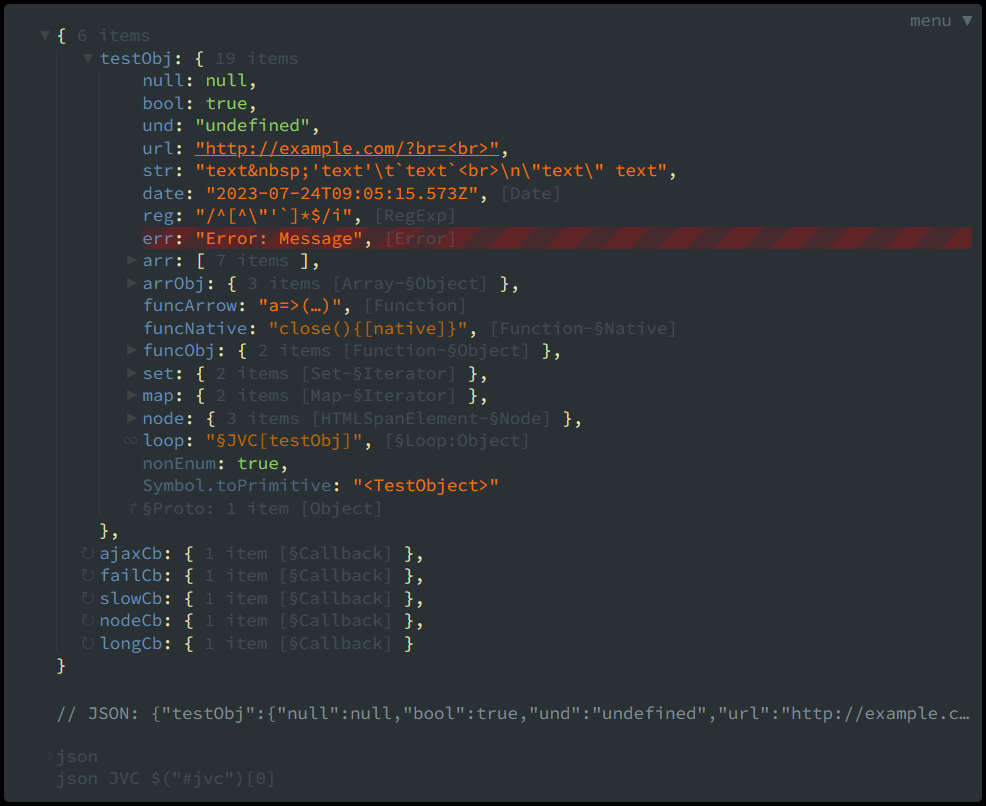 menu ▼
▼ { 6 items
▼ testObj: { 19 items
null: null,
bool: true,
und: "undefined",
url: "http://example.com/?br=<br>",
str: "text&nbsp;'text'\t`text`<br>\n\"text\" text",
date: "2023-07-24T09:05:15.573Z", [Date]
reg: "/^[^\"'`]*$/i", [RegExp]
err: "Error: Message", [Error]
▶ arr: [ 7 items ],
▶ arrObj: { 3 items [Array-§Object] },
funcArrow: "a=>(…)", [Function]
funcNative: "close(){[native]}", [Function-§Native]
▶ funcObj: { 2 items [Function-§Object] },
▶ set: { 2 items [Set-§Iterator] },
▶ map: { 2 items [Map-§Iterator] },
▶ node: { 3 items [HTMLSpanElement-§Node] },
∞ loop: "§JVC[testObj]", [§Loop:Object]
nonEnum: true,
Symbol.toPrimitive: "<TestObject>"
↱ §Proto: 1 item [Object]
},
↻ ajaxCb: { 1 item [§Callback] },
↻ failCb: { 1 item [§Callback] },
↻ slowCb: { 1 item [§Callback] },
↻ nodeCb: { 1 item [§Callback] },
↻ longCb: { 1 item [§Callback] }
}
// JSON: {"testObj":{"null":null,"bool":true,"und":"undefined","url":"http://example.c…
>json
json JVC $("#jvc")[0]